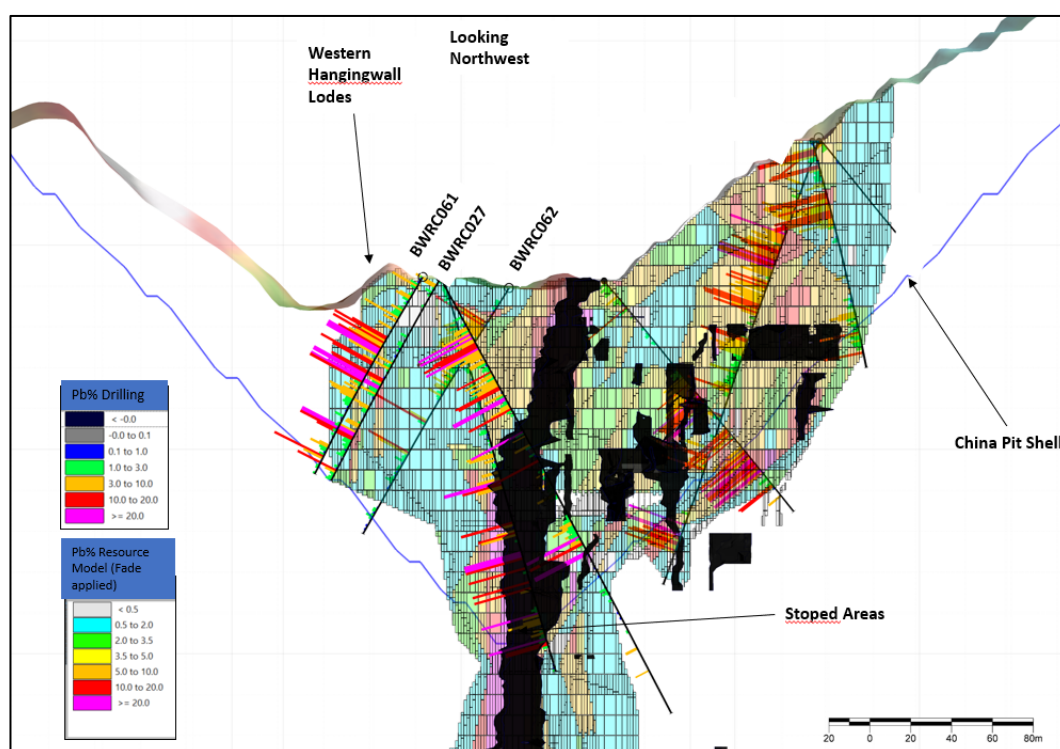 Looking
Northwest
Western
Hangingwall
Lodes
BWRC061
BWRC027
BWRC062
China Pit Shell
Stoped Areas
Pb% Drilling
< -0.0
-0.0 to 0.1
0.1 to 1.0
1.0 to 3.0
3.0 to 10.0
10.0 to 20.0
>= 20.0
Pb% Resource
Model (Fade
applied)
< 0.5
0.5 to 2.0
2.0 to 3.5
3.5 to 5.0
5.0 to 10.0
10.0 to 20.0
>= 20.0
20 0 20 40 60 80m